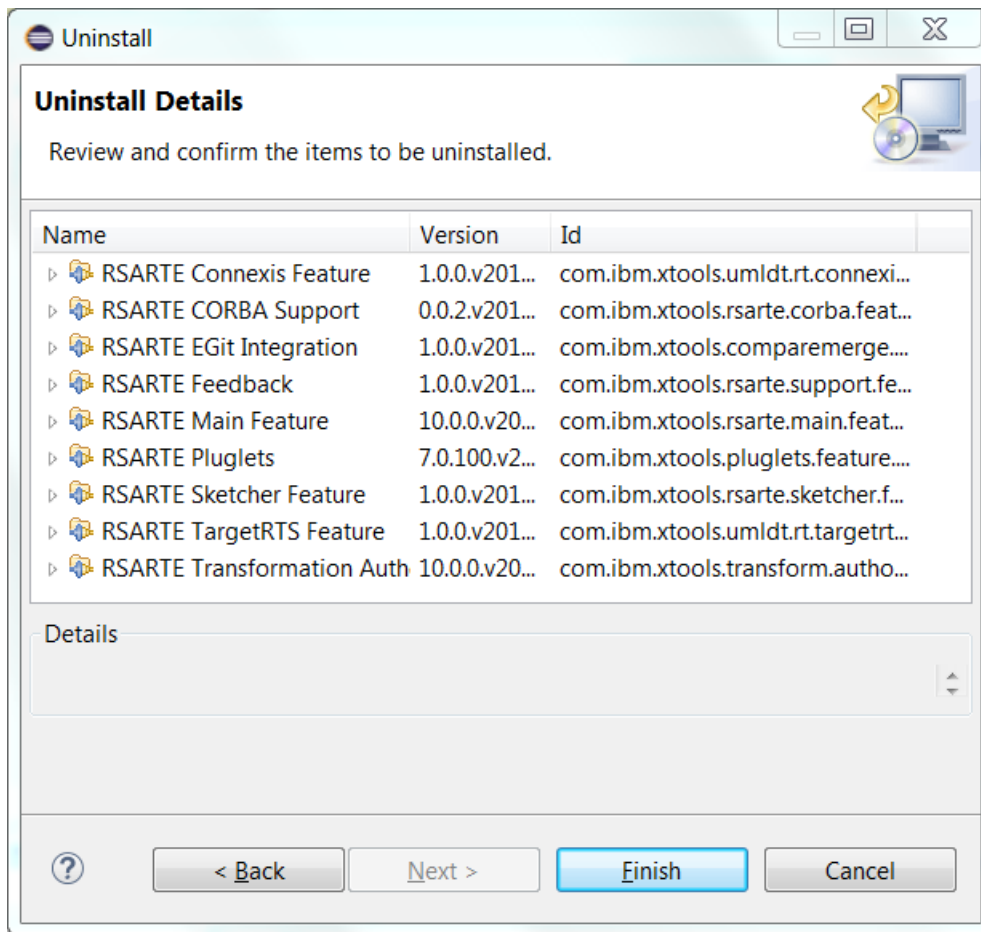 Uninstall
Uninstall Details
Review and confirm the items to be uninstalled.
Name Version Id
RSARTE Connexis Feature 1.0.0.v201... com.ibm.xtools.umldt.rt.connexi...
RSARTE CORBA Support 0.0.2.v201... com.ibm.xtools.rsarte.corba.feat...
RSARTE EGit Integration 1.0.0.v201... com.ibm.xtools.comparemerge....
RSARTE Feedback 1.0.0.v201... com.ibm.xtools.rsarte.support.fe...
RSARTE Main Feature 10.0.0.v20... com.ibm.xtools.rsarte.main.feat...
RSARTE Pluglets 7.0.100.v2... com.ibm.xtools.pluglets.feature....
RSARTE Sketcher Feature 1.0.0.v201... com.ibm.xtools.rsarte.sketcher.f...
RSARTE TargetRTS Feature 1.0.0.v201... com.ibm.xtools.umldt.rt.targetrt...
RSARTE Transformation Auth 10.0.0.v20... com.ibm.xtools.transform.autho...
Details
? < Back Next > Finish Cancel